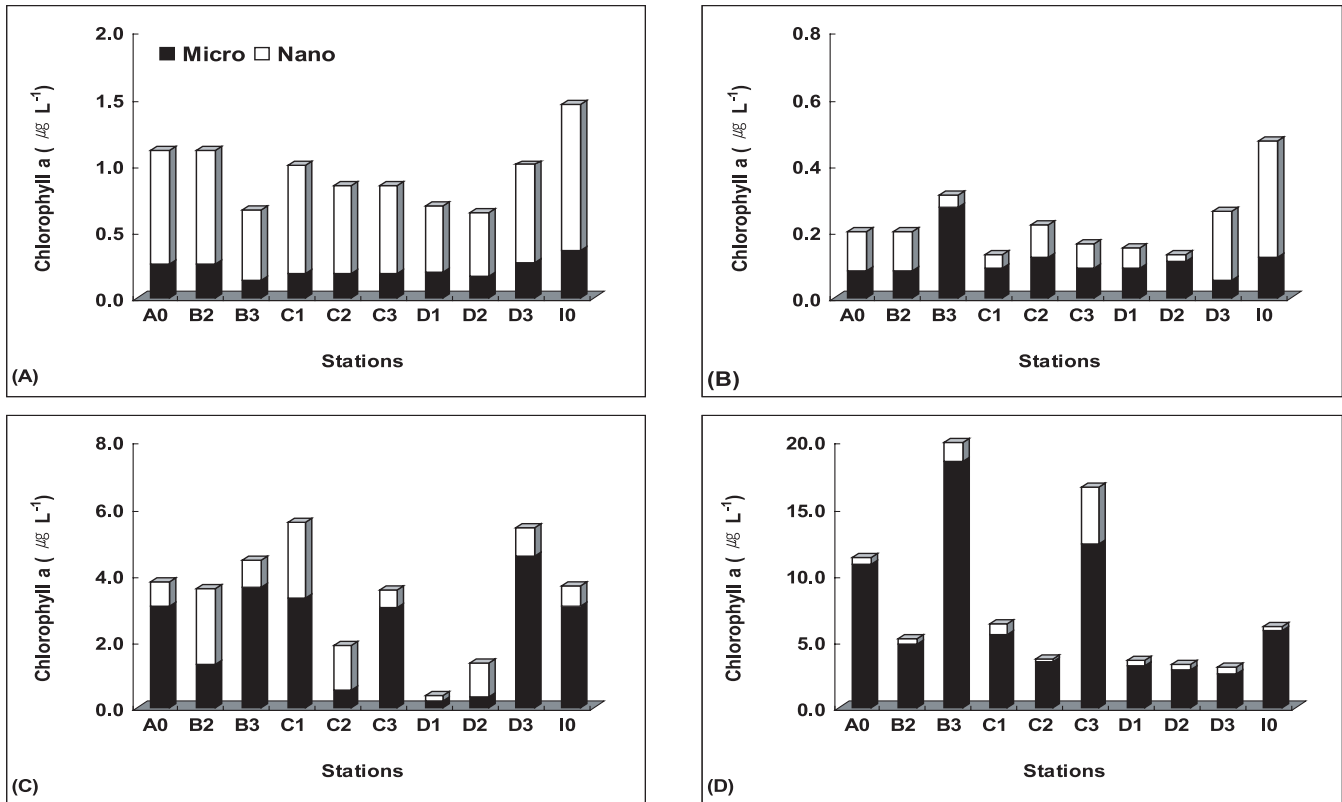 2.0
1.5
1.0
0.5
0.0
Chlorophyll a ( ㎍ L-1)
Micro Nano
A0 B2 B3 C1 C2 C3 D1 D2 D3 I0
Stations
(A)
0.8
0.6
0.4
0.2
0.0
Chlorophyll a ( ㎍ L-1)
A0 B2 B3 C1 C2 C3 D1 D2 D3 I0
Stations
(B)
8.0
6.0
4.0
2.0
0.0
Chlorophyll a ( ㎍ L-1)
A0 B2 B3 C1 C2 C3 D1 D2 D3 I0
Stations
(C)
20.0
15.0
10.0
5.0
0.0
Chlorophyll a ( ㎍ L-1)
A0 B2 B3 C1 C2 C3 D1 D2 D3 I0
Stations
(D)